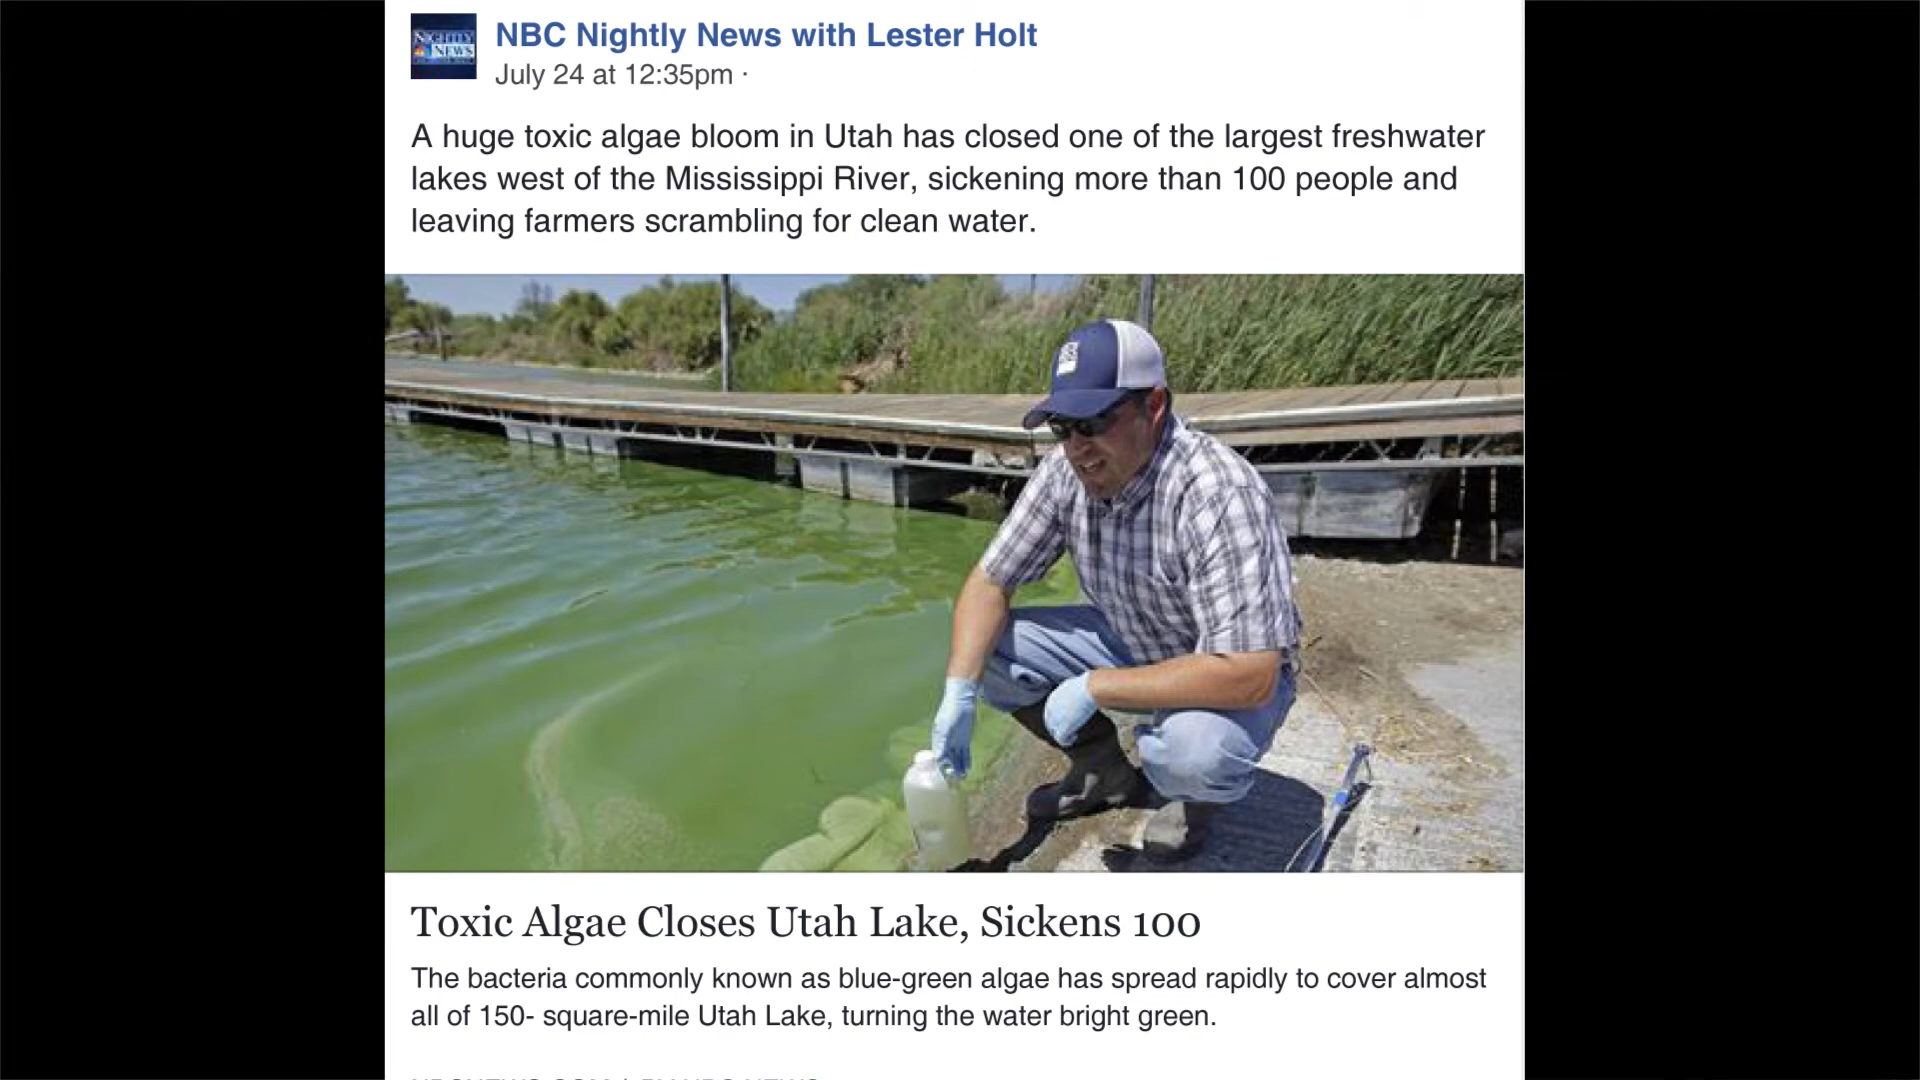 NIGHTLY
NEWS
NBC Nightly News with Lester Holt
July 24 at 12:35pm ·
A huge toxic algae bloom in Utah has closed one of the largest freshwater
lakes west of the Mississippi River, sickening more than 100 people and
leaving farmers scrambling for clean water.
Toxic Algae Closes Utah Lake, Sickens 100
The bacteria commonly known as blue-green algae has spread rapidly to cover almost
all of 150- square-mile Utah Lake, turning the water bright green.